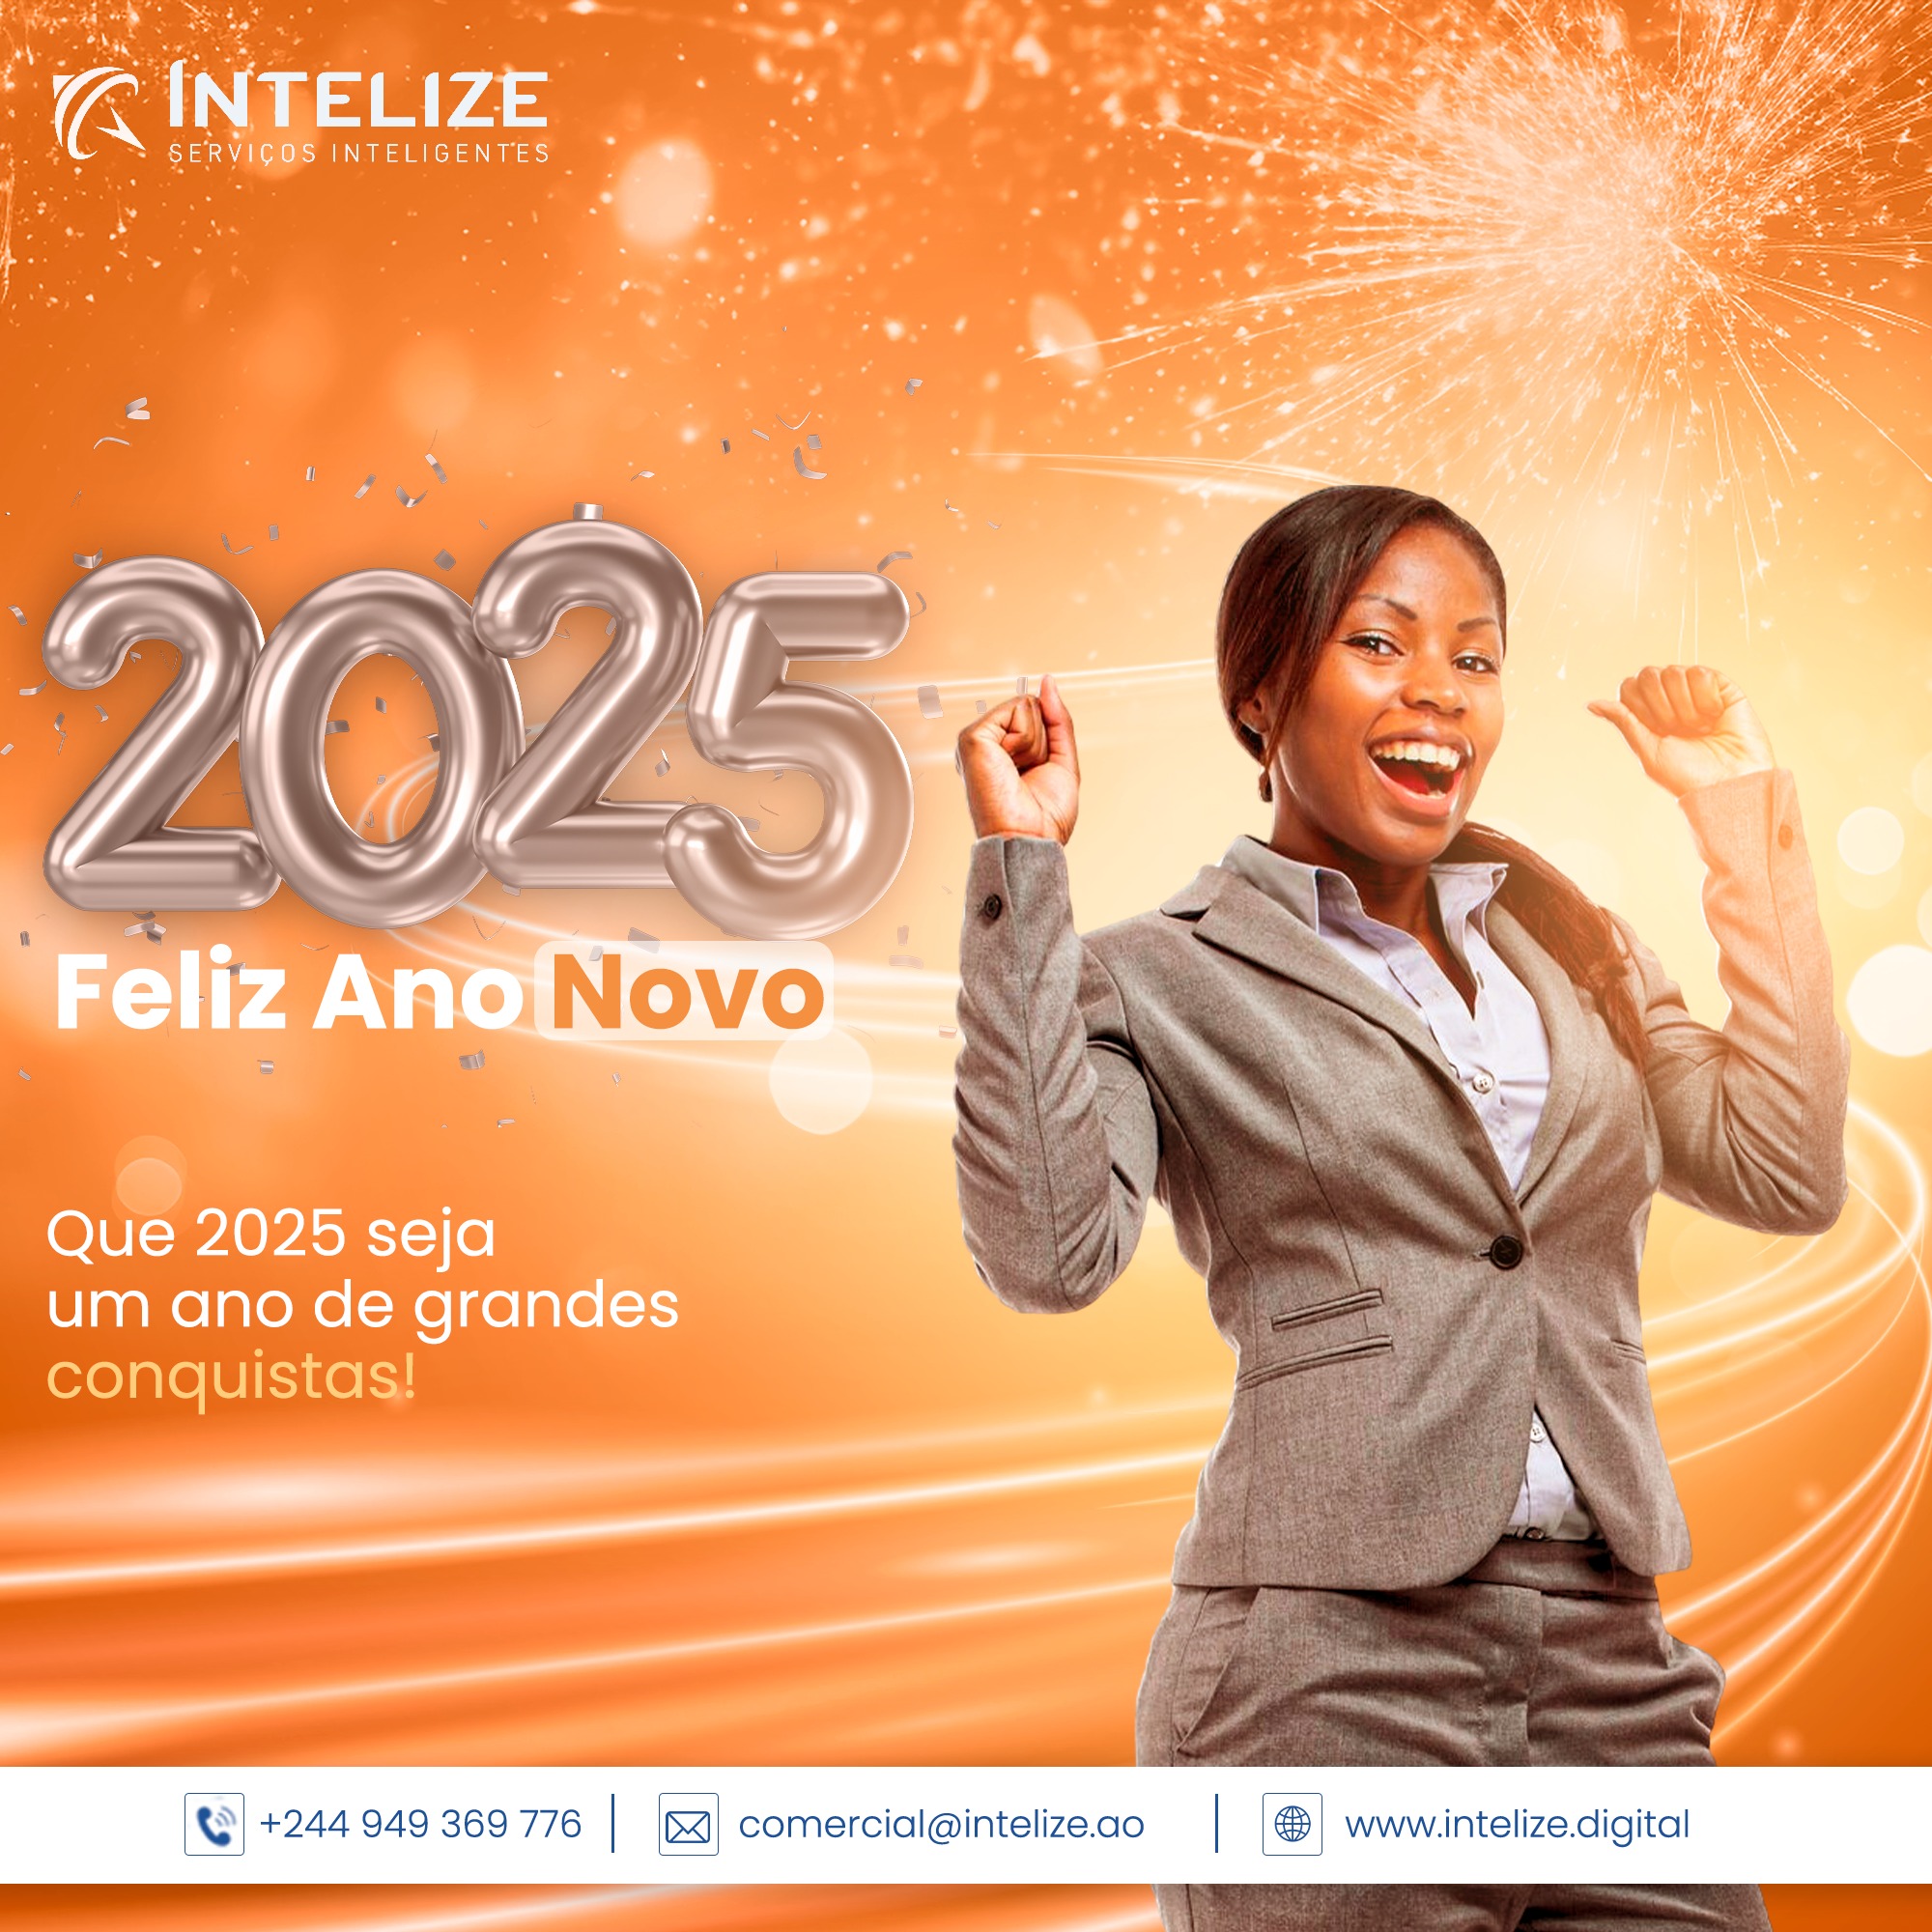 INTELIZE
SERVIÇOS INTELIGENTES
2025
Feliz Ano Novo
Que 2025 seja
um ano de grandes
conquistas!
+244 949 369 776
comercial@intelize.ao
www.intelize.digital